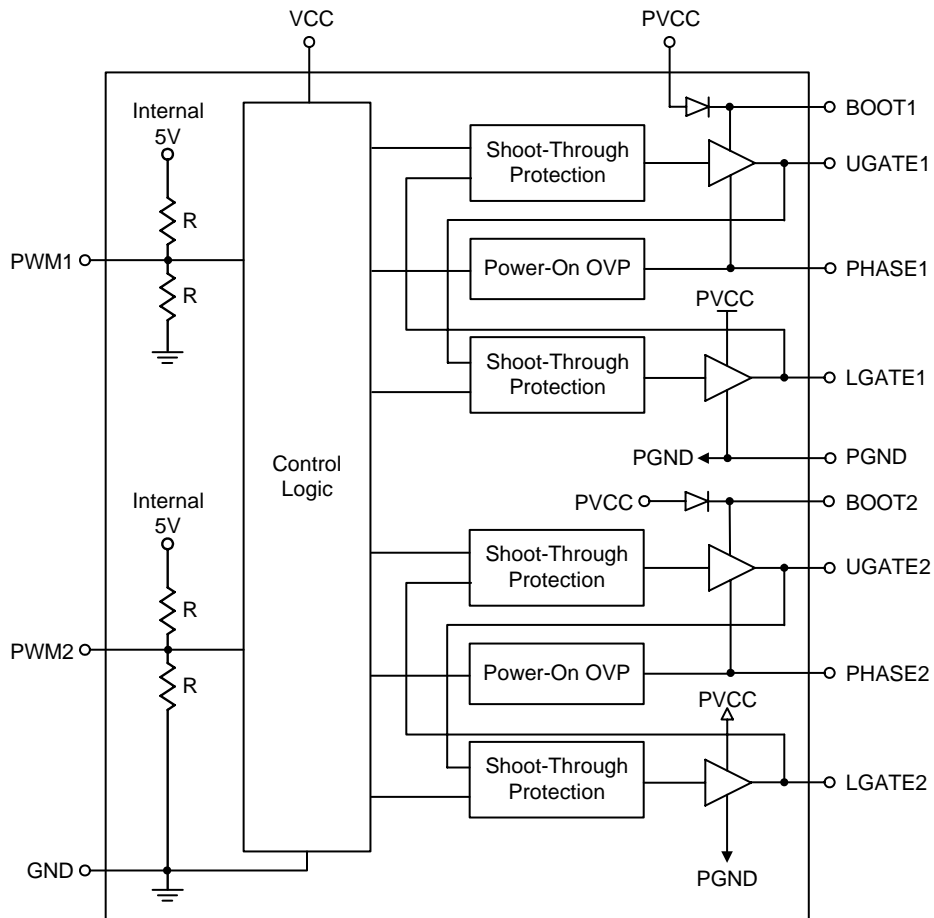 VCC
PVCC
Internal
5V
BOOT1
Shoot-Through
Protection
UGATE1
R
PWM1
Power-On OVP
PHASE1
R
PVCC
Shoot-Through
Protection
LGATE1
Control
Logic
PGND
PGND
Internal
5V
PVCC
BOOT2
Shoot-Through
Protection
UGATE2
R
PWM2
R
Power-On OVP
PHASE2
PVCC
Shoot-Through
Protection
LGATE2
GND
PGND